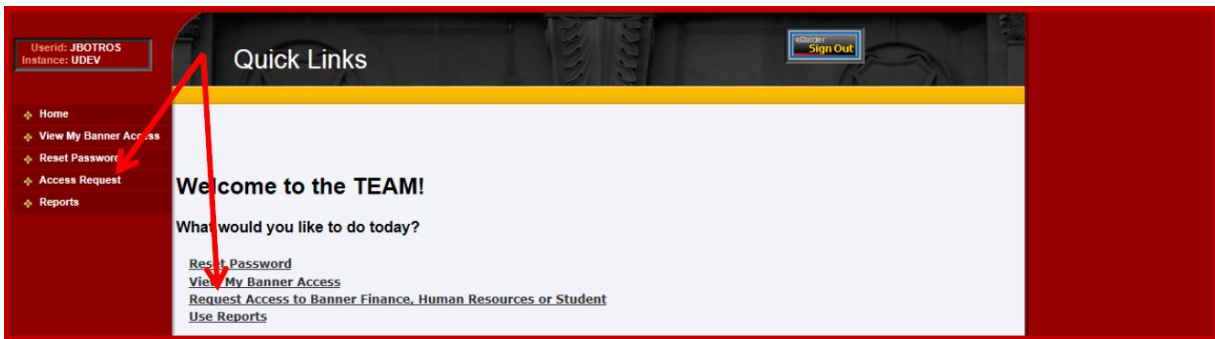 Userid: JBOTROS
Instance: UDEV
Quick Links
eRaider
Sign Out
Home
View My Banner Access
Reset Password
Access Request
Reports
Welcome to the TEAM!
What would you like to do today?
Reset Password
View My Banner Access
Request Access to Banner Finance, Human Resources or Student
Use Reports